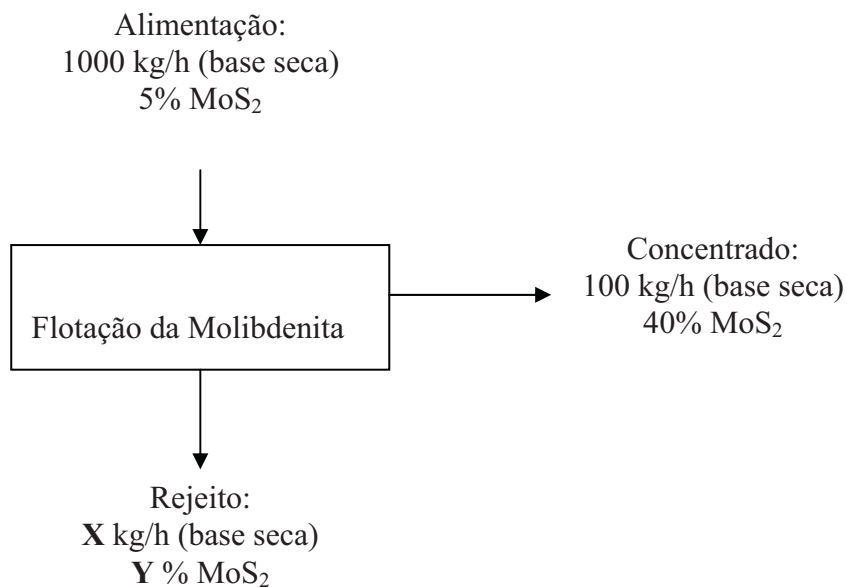 Alimentação:
1000 kg/h (base seca)
5% MoS₂
Flotação da Molibdenita
Concentrado:
100 kg/h (base seca)
40% MoS₂
Rejeito:
X kg/h (base seca)
Y % MoS₂